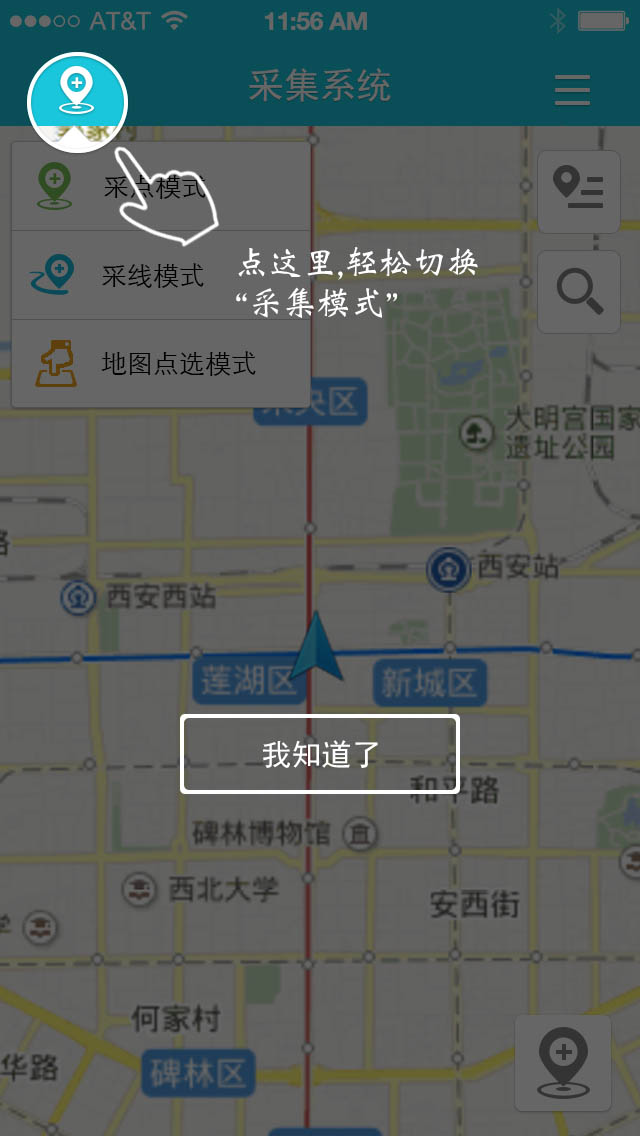 AT&T
11:56 AM
采集系统
采点模式
采线模式
点这里,轻松切换
“采集模式”
地图点选模式
未央区
大明宫国家
遗址公园
西安站
西安西站
莲湖区
新城区
我知道了
和平路
碑林博物馆
西北大学
安西街
何家村
华路
碑林区